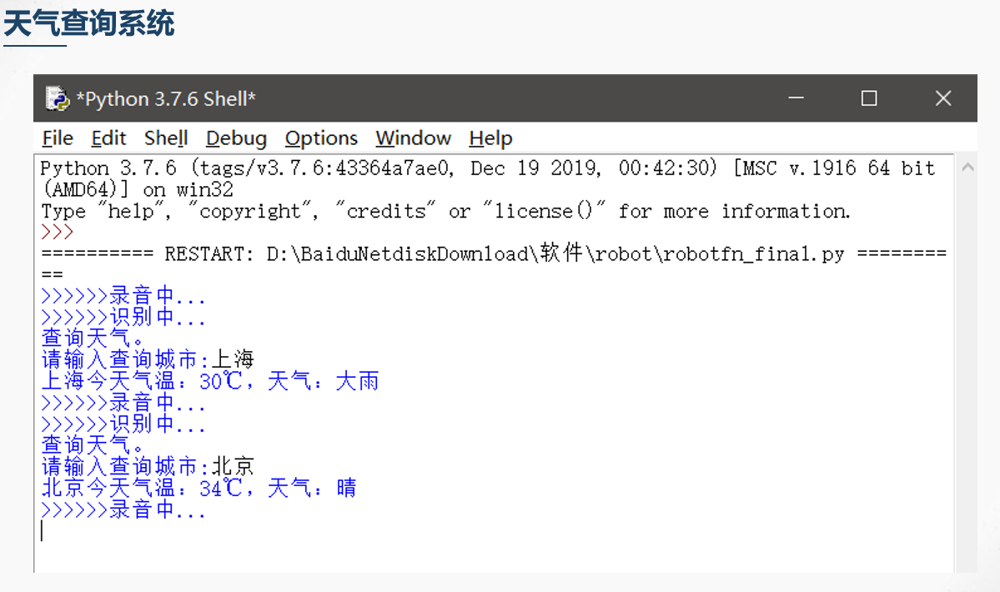 天气查询系统
*Python 3.7.6 Shell*
File Edit Shell Debug Options Window Help
Python 3.7.6 (tags/v3.7.6:43364a7ae0, Dec 19 2019, 00:42:30) [MSC v.1916 64 bit
(AMD64)] on win32
Type "help", "copyright", "credits" or "license()" for more information.
>>>
========== RESTART: D:\BaiduNetdiskDownload\软件\robot\robotfn_final.py ========
==
>>>>>>录音中...
>>>>>>识别中...
查询天气。
请输入查询城市:上海
上海今天气温：30℃，天气：大雨
>>>>>>录音中...
>>>>>>识别中...
查询天气。
请输入查询城市:北京
北京今天气温：34℃，天气：晴
>>>>>>录音中...